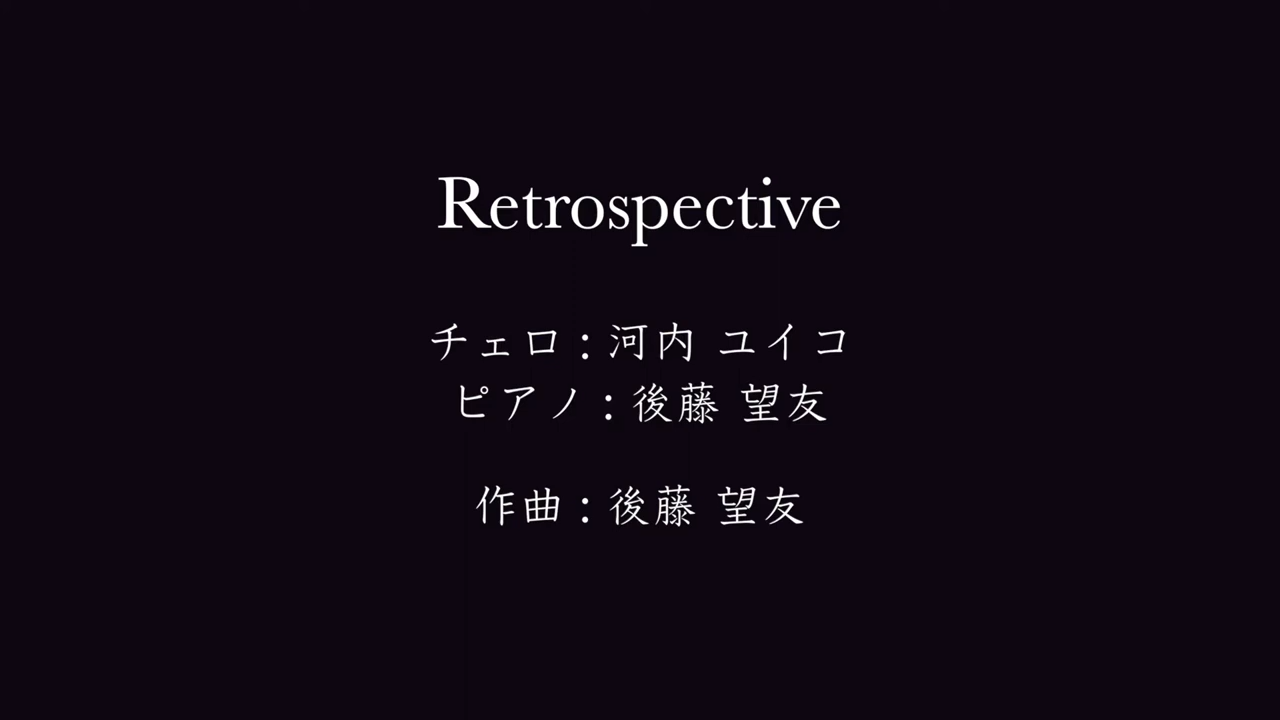 Retrospective
チェロ : 河内 ユイコ
ピアノ : 後藤 望友
作曲 : 後藤 望友